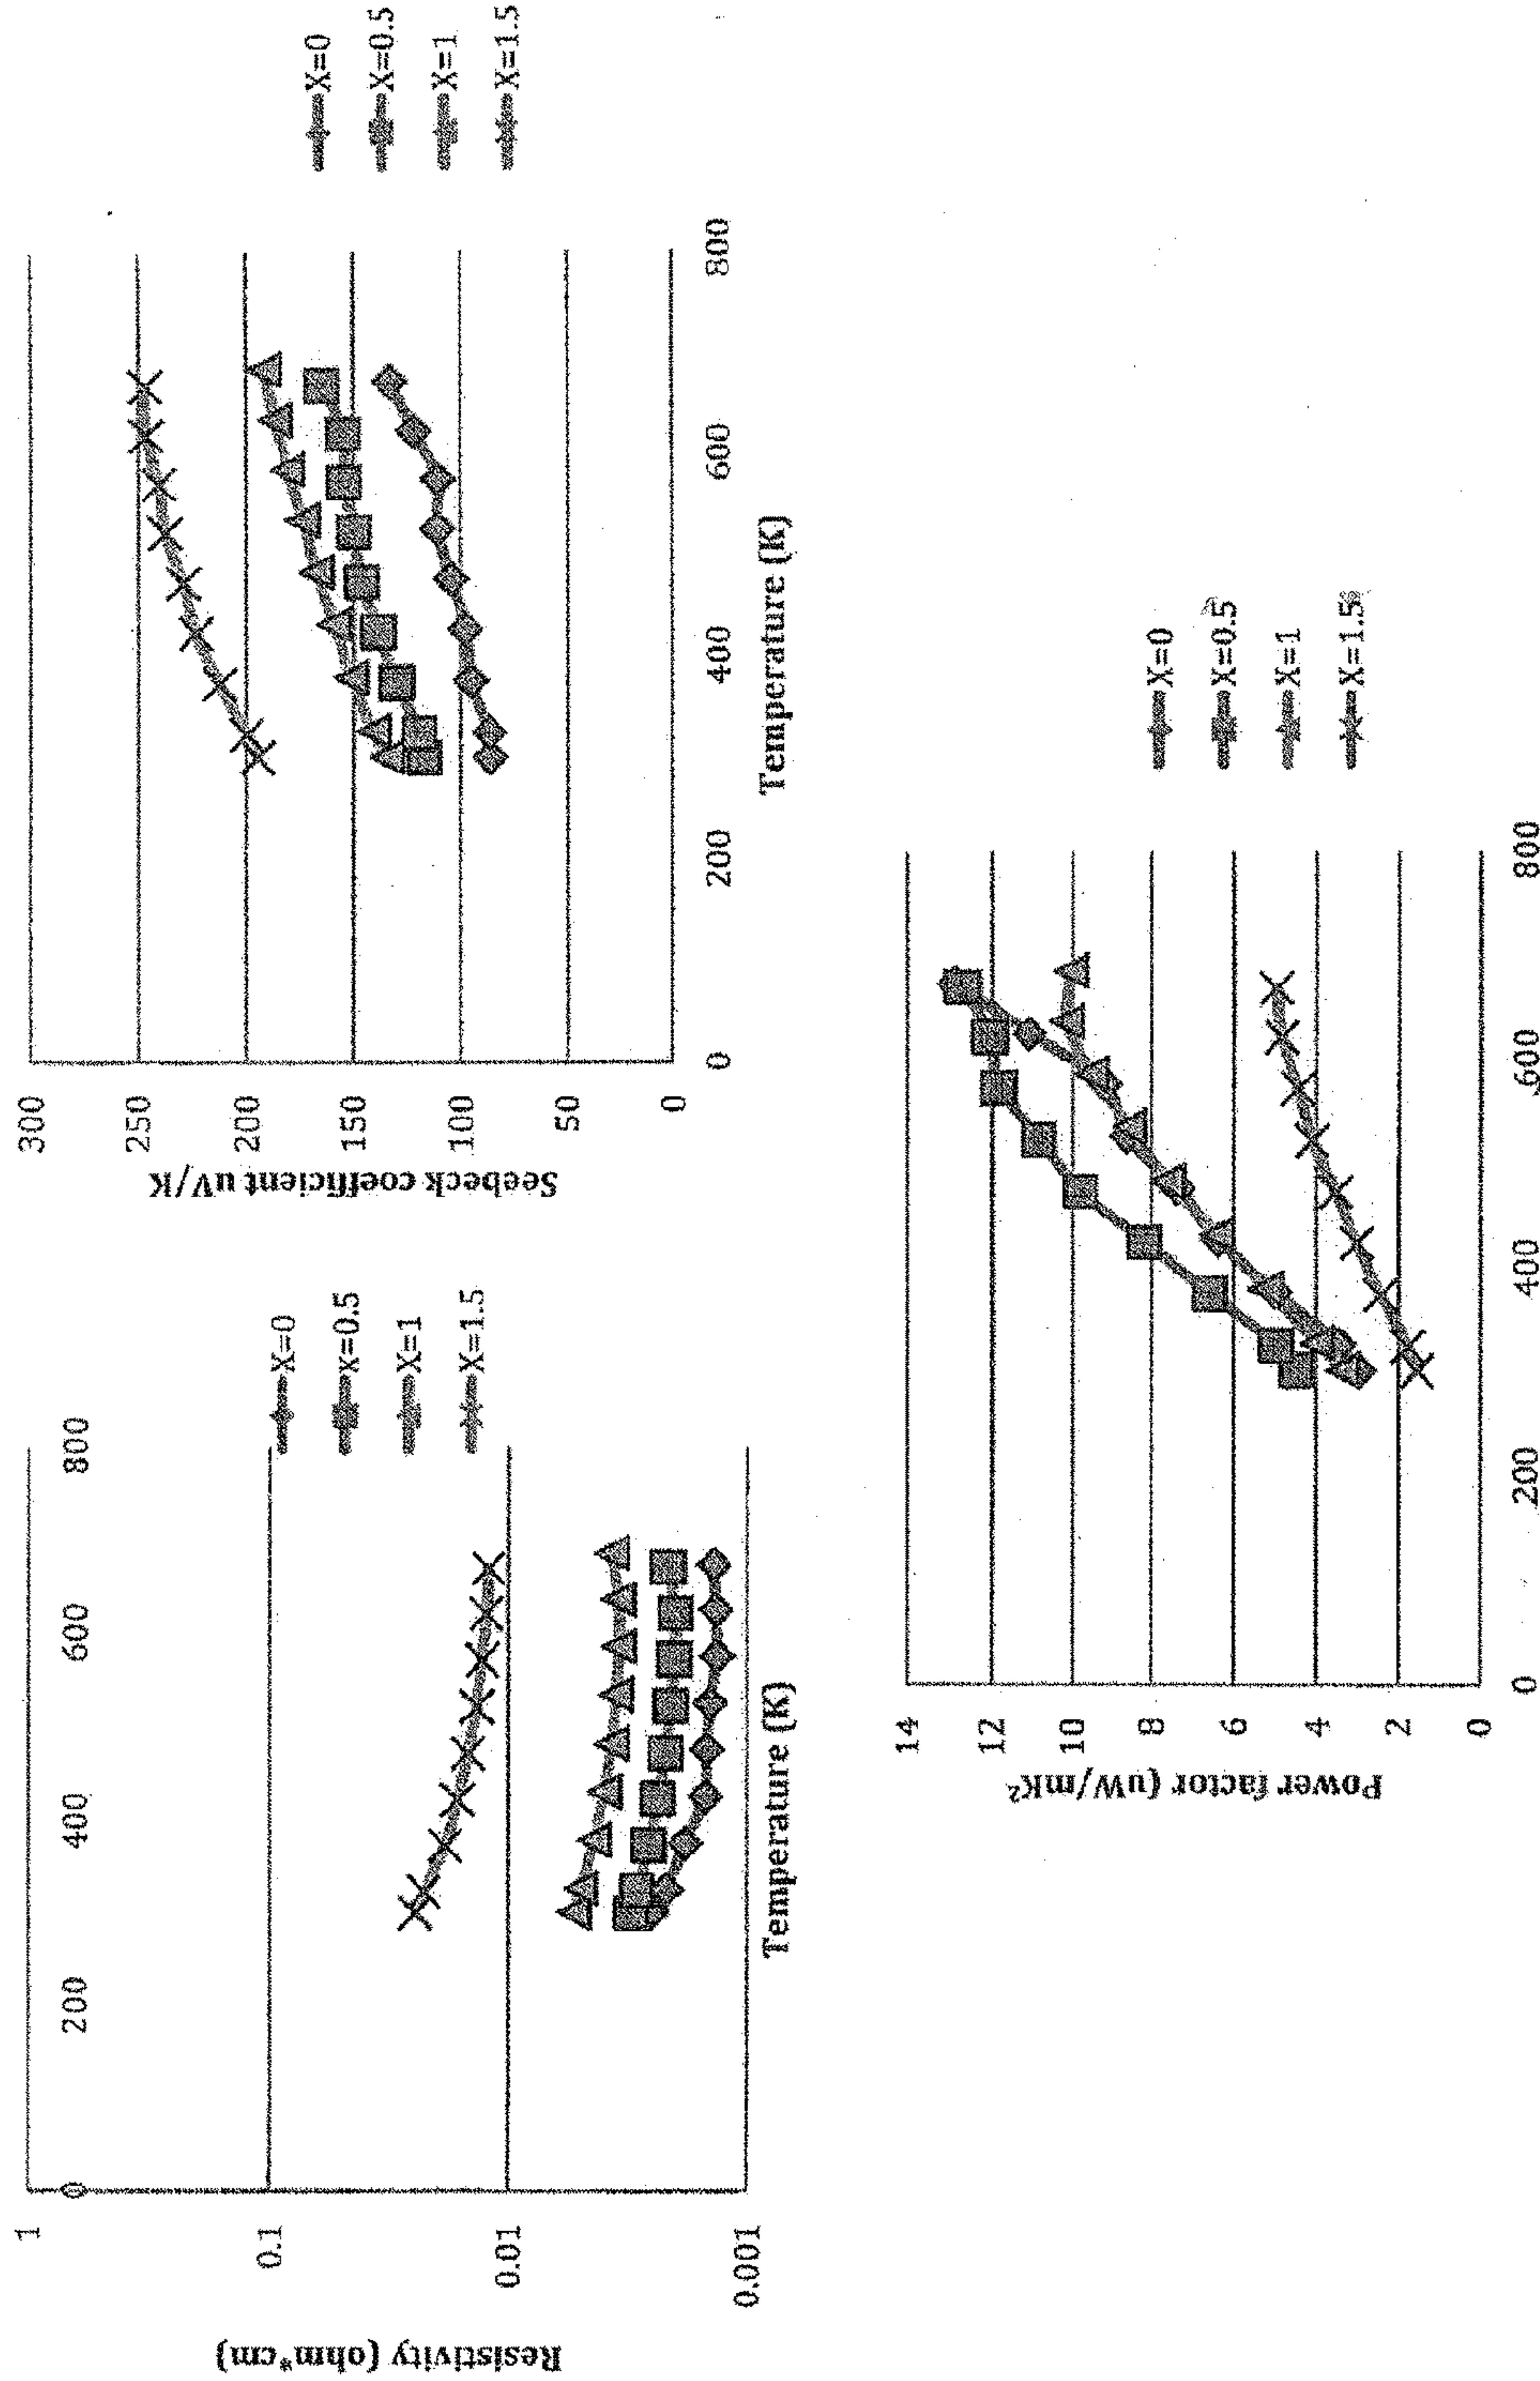 1
0.1
0.01
0.001
Resistivity (ohm*cm)
0 200 400 600 800
Temperature (K)
X=0
X=0.5
X=1
X=1.5
300
250
200
150
100
50
0
Seebeck coefficient uV/K
0 200 400 600 800
Temperature (K)
X=0
X=0.5
X=1
X=1.5
14
12
10
8
6
4
2
0
Power factor (uW/mK²
0 200 400 600 800
X=0
X=0.5
X=1
X=1.5